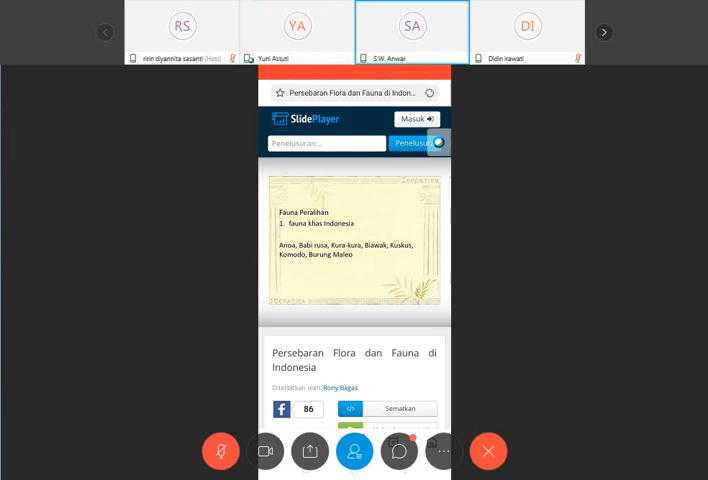 RS
YA
SA
DI
ririn diyannita sasanti (Host)
Yuni Astuti
S.W. Anwar
Didin irawati
Persebaran Flora dan Fauna di Indon...
SlidePlayer
Masuk
Penelusuran...
Penelusura
Fauna Peralihan
1. fauna khas Indonesia
Anoa, Babi rusa, Kura-kura, Biawak, Kuskus,
Komodo, Burung Maleo
SOCRATICA
Persebaran Flora dan Fauna di
Indonesia
Diterbitkan oleh Rony Bagas
86
Sematkan